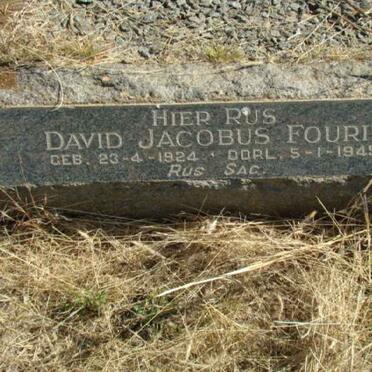 HIER RUS
DAVID JACOBUS FOURI
GEB. 23-4-1924 · OORL. 5-1-1945
RUS SAG.